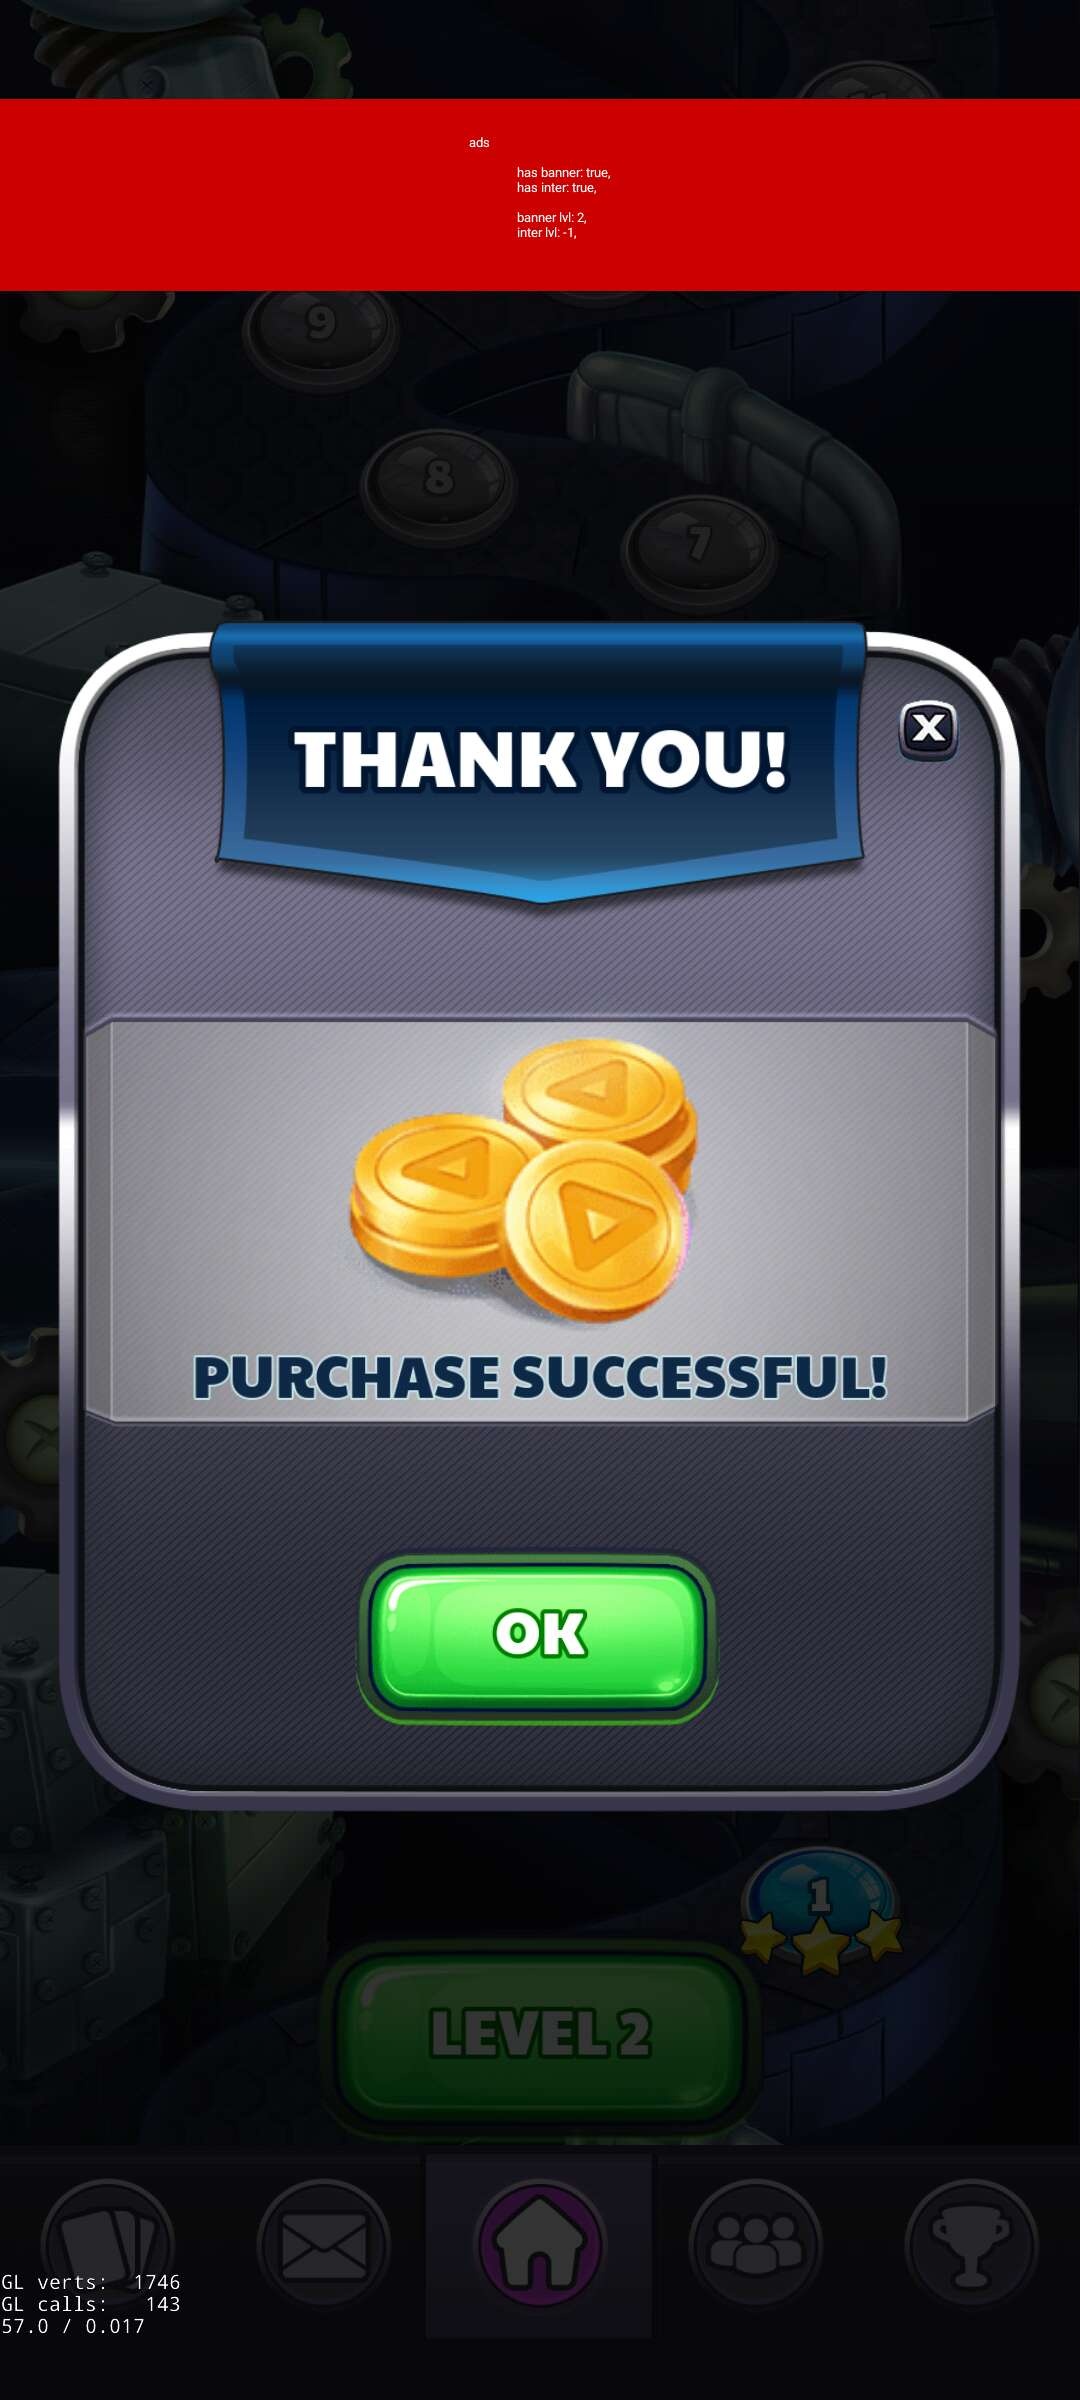 ads
has banner: true,
has inter: true,
banner lvl: 2,
inter lvl: -1,
9
8
7
THANK YOU!
X
PURCHASE SUCCESSFUL!
OK
1
LEVEL 2
GL verts: 1746
GL calls: 143
57.0 / 0.017